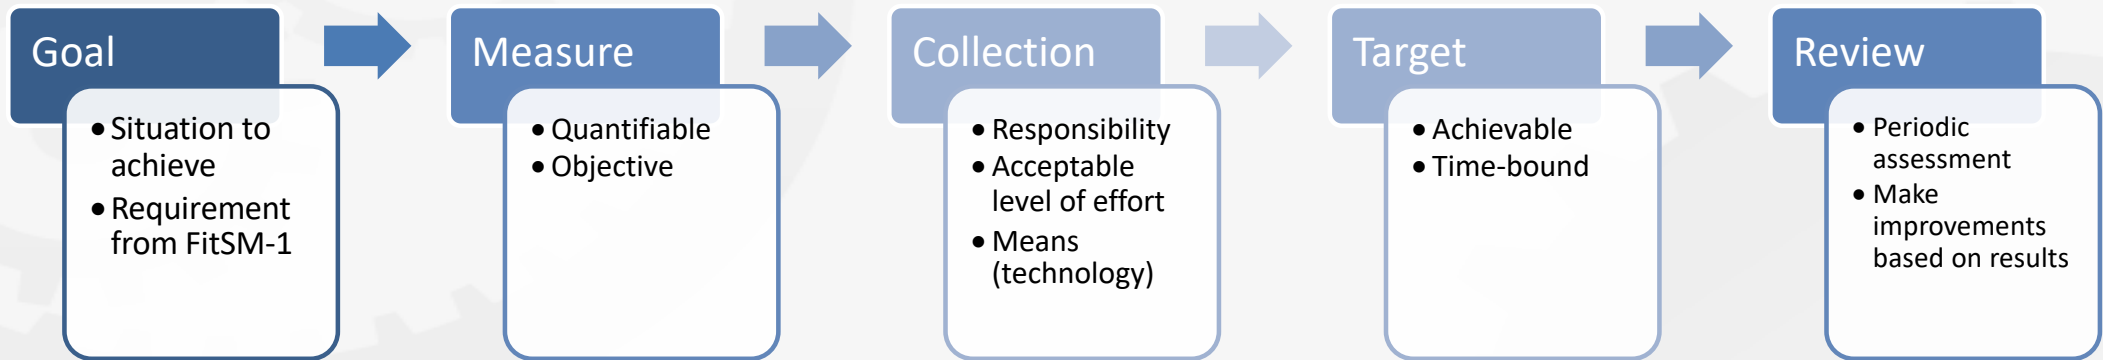 Goal
• Situation to
achieve
• Requirement
from FitSM-1
Measure
• Quantifiable
• Objective
Collection
• Responsibility
• Acceptable
level of effort
• Means
(technology)
Target
• Achievable
• Time-bound
Review
• Periodic
assessment
• Make
improvements
based on results